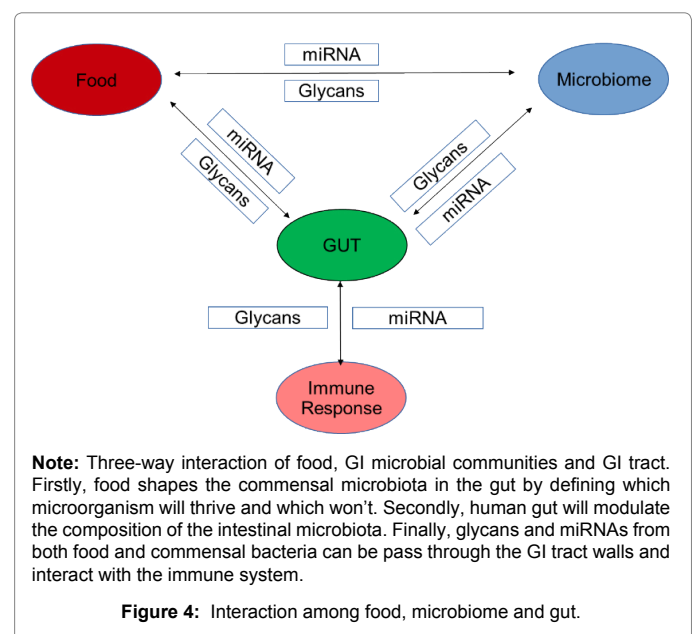 miRNA
Food
Microbiome
Glycans
miRNA
Glycans
Glycans
miRNA
GUT
Glycans
miRNA
Immune
Response
Note: Three-way interaction of food, GI microbial communities and GI tract.
Firstly, food shapes the commensal microbiota in the gut by defining which
microorganism will thrive and which won't. Secondly, human gut will modulate
the composition of the intestinal microbiota. Finally, glycans and miRNAs from
both food and commensal bacteria can be pass through the GI tract walls and
interact with the immune system.
Figure 4: Interaction among food, microbiome and gut.